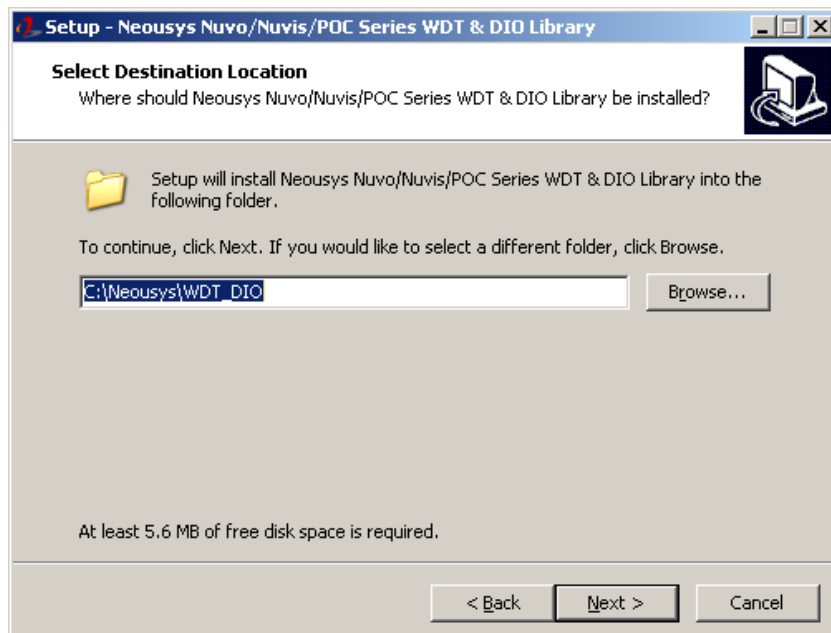 Setup - Neousys Nuvo/Nuvis/POC Series WDT & DIO Library
Select Destination Location
Where should Neousys Nuvo/Nuvis/POC Series WDT & DIO Library be installed?
Setup will install Neousys Nuvo/Nuvis/POC Series WDT & DIO Library into the
following folder.
To continue, click Next. If you would like to select a different folder, click Browse.
C:\Neousys\WDT_DIO
Browse...
At least 5.6 MB of free disk space is required.
< Back
Next >
Cancel